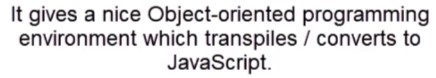 It gives a nice Object-oriented programming
environment which transpiles / converts to
JavaScript.